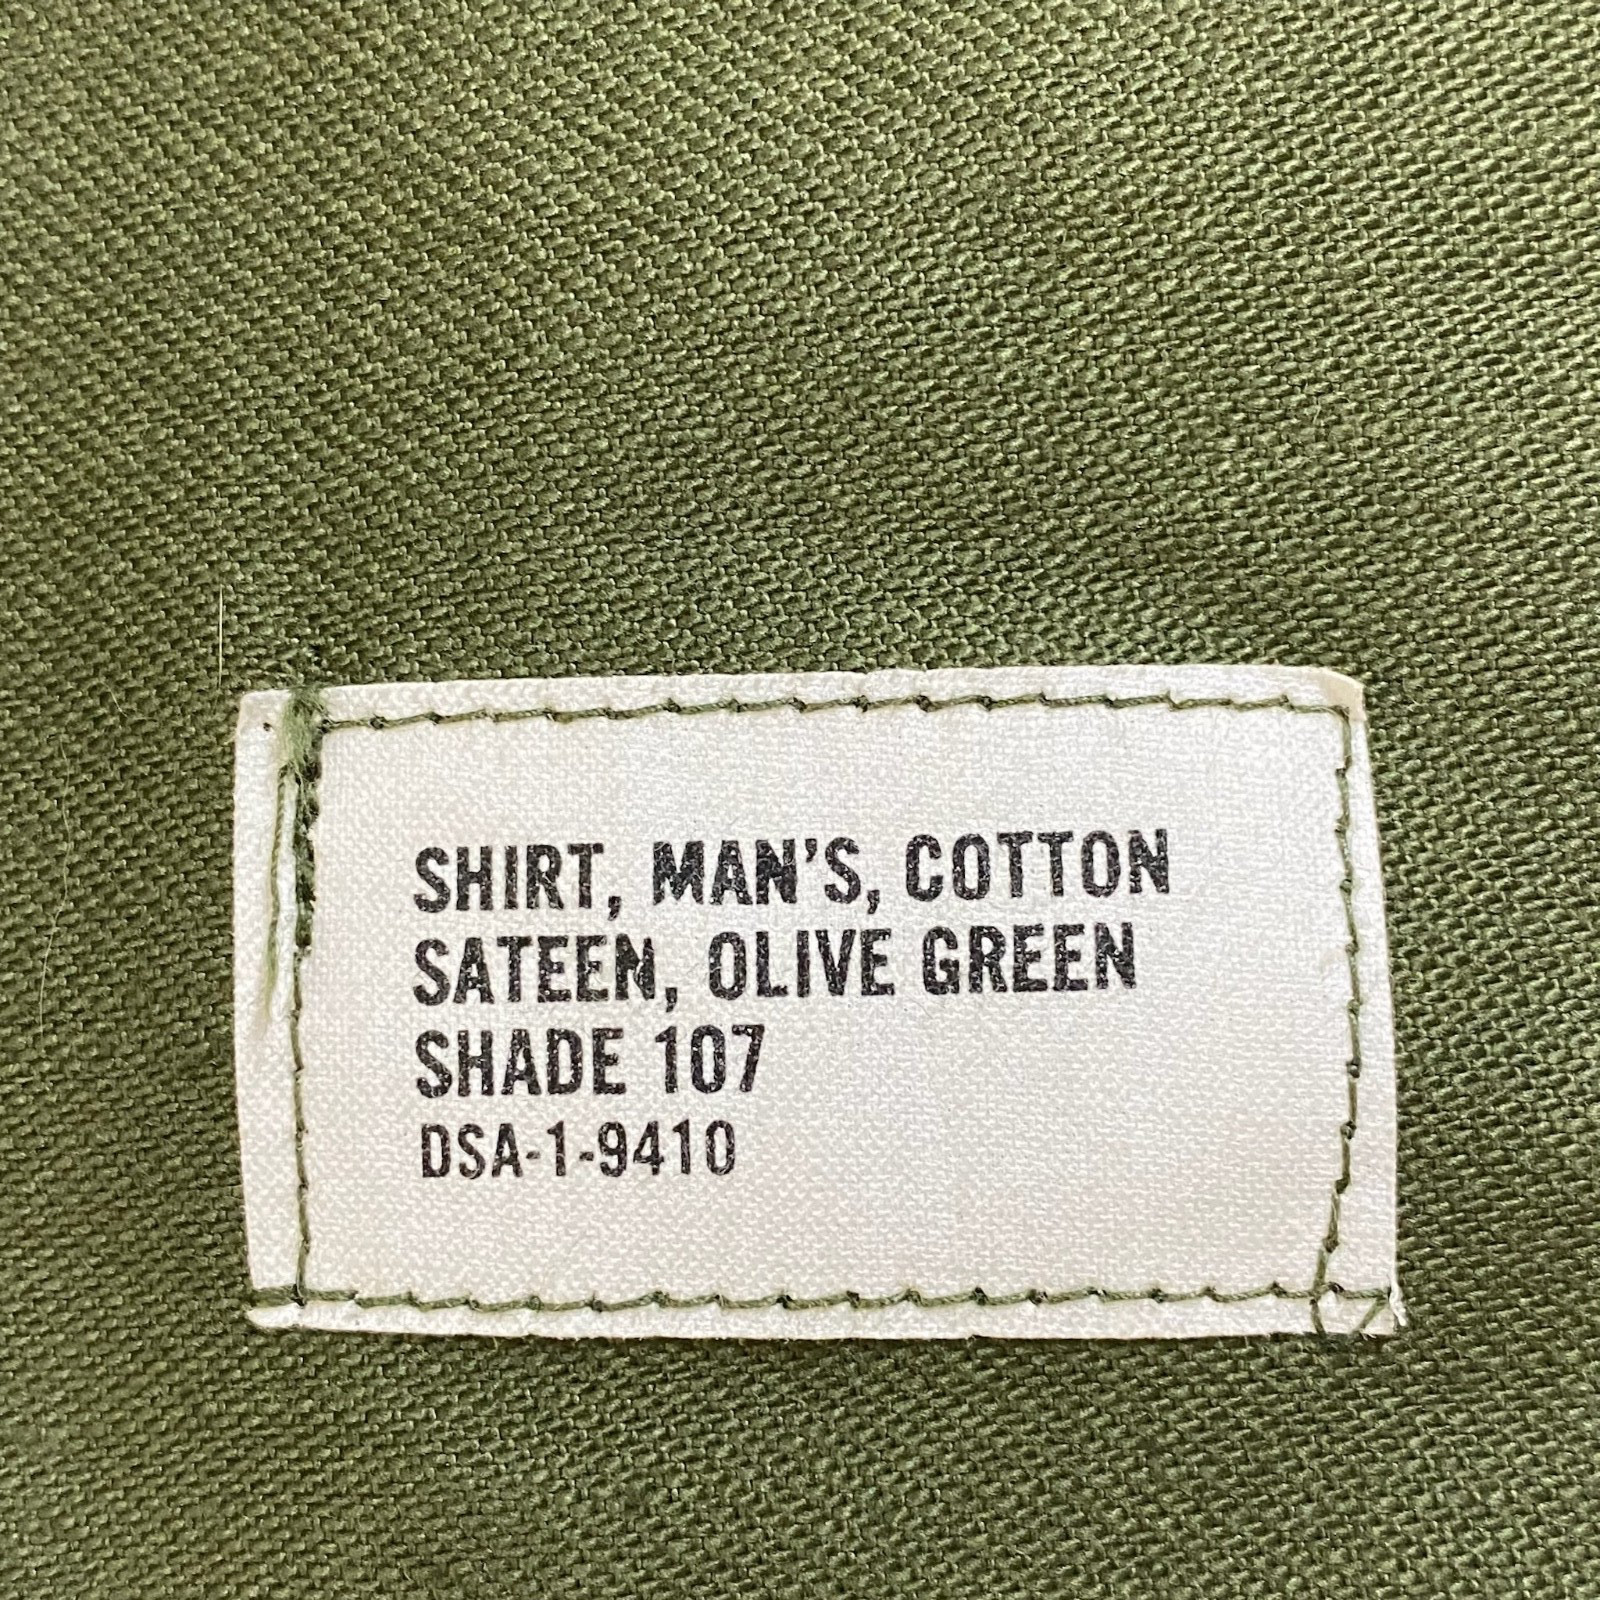 SHIRT, MAN'S, COTTON
SATEEN, OLIVE GREEN
SHADE 107
DSA-1-9410